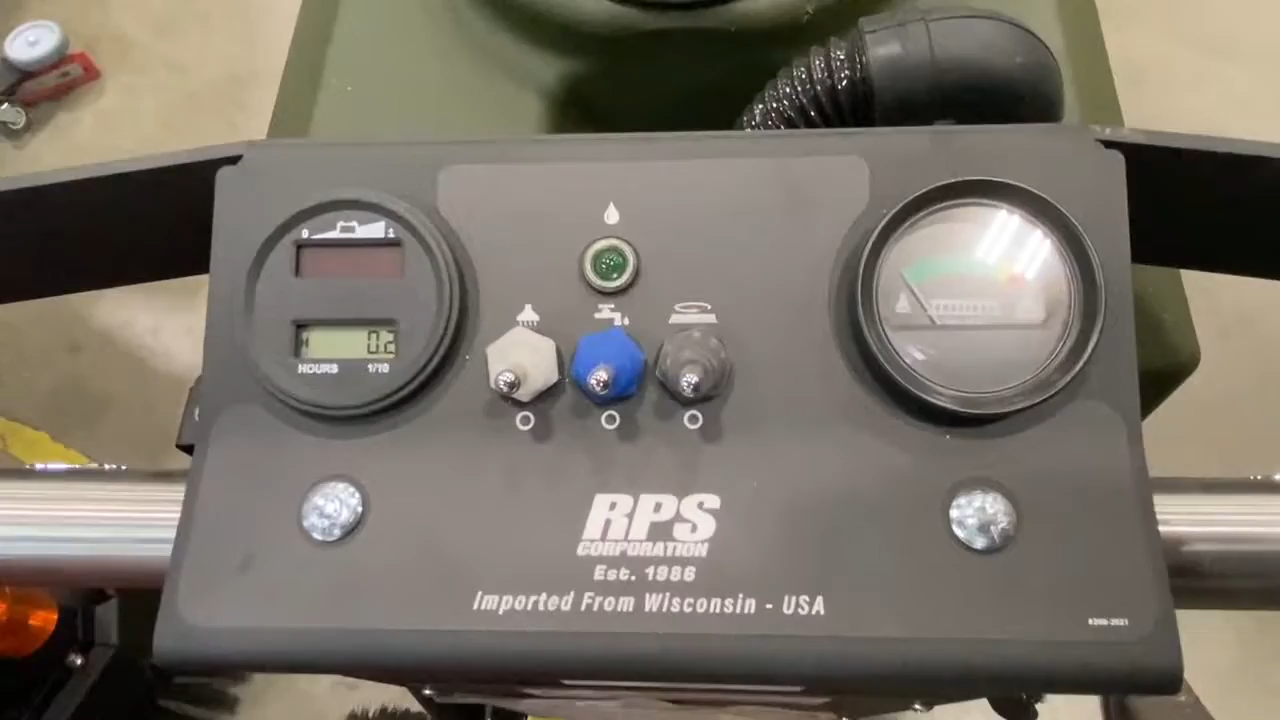 0 1
0.2
HOURS 1/10
RPS
CORPORATION
Est. 1986
Imported From Wisconsin - USA